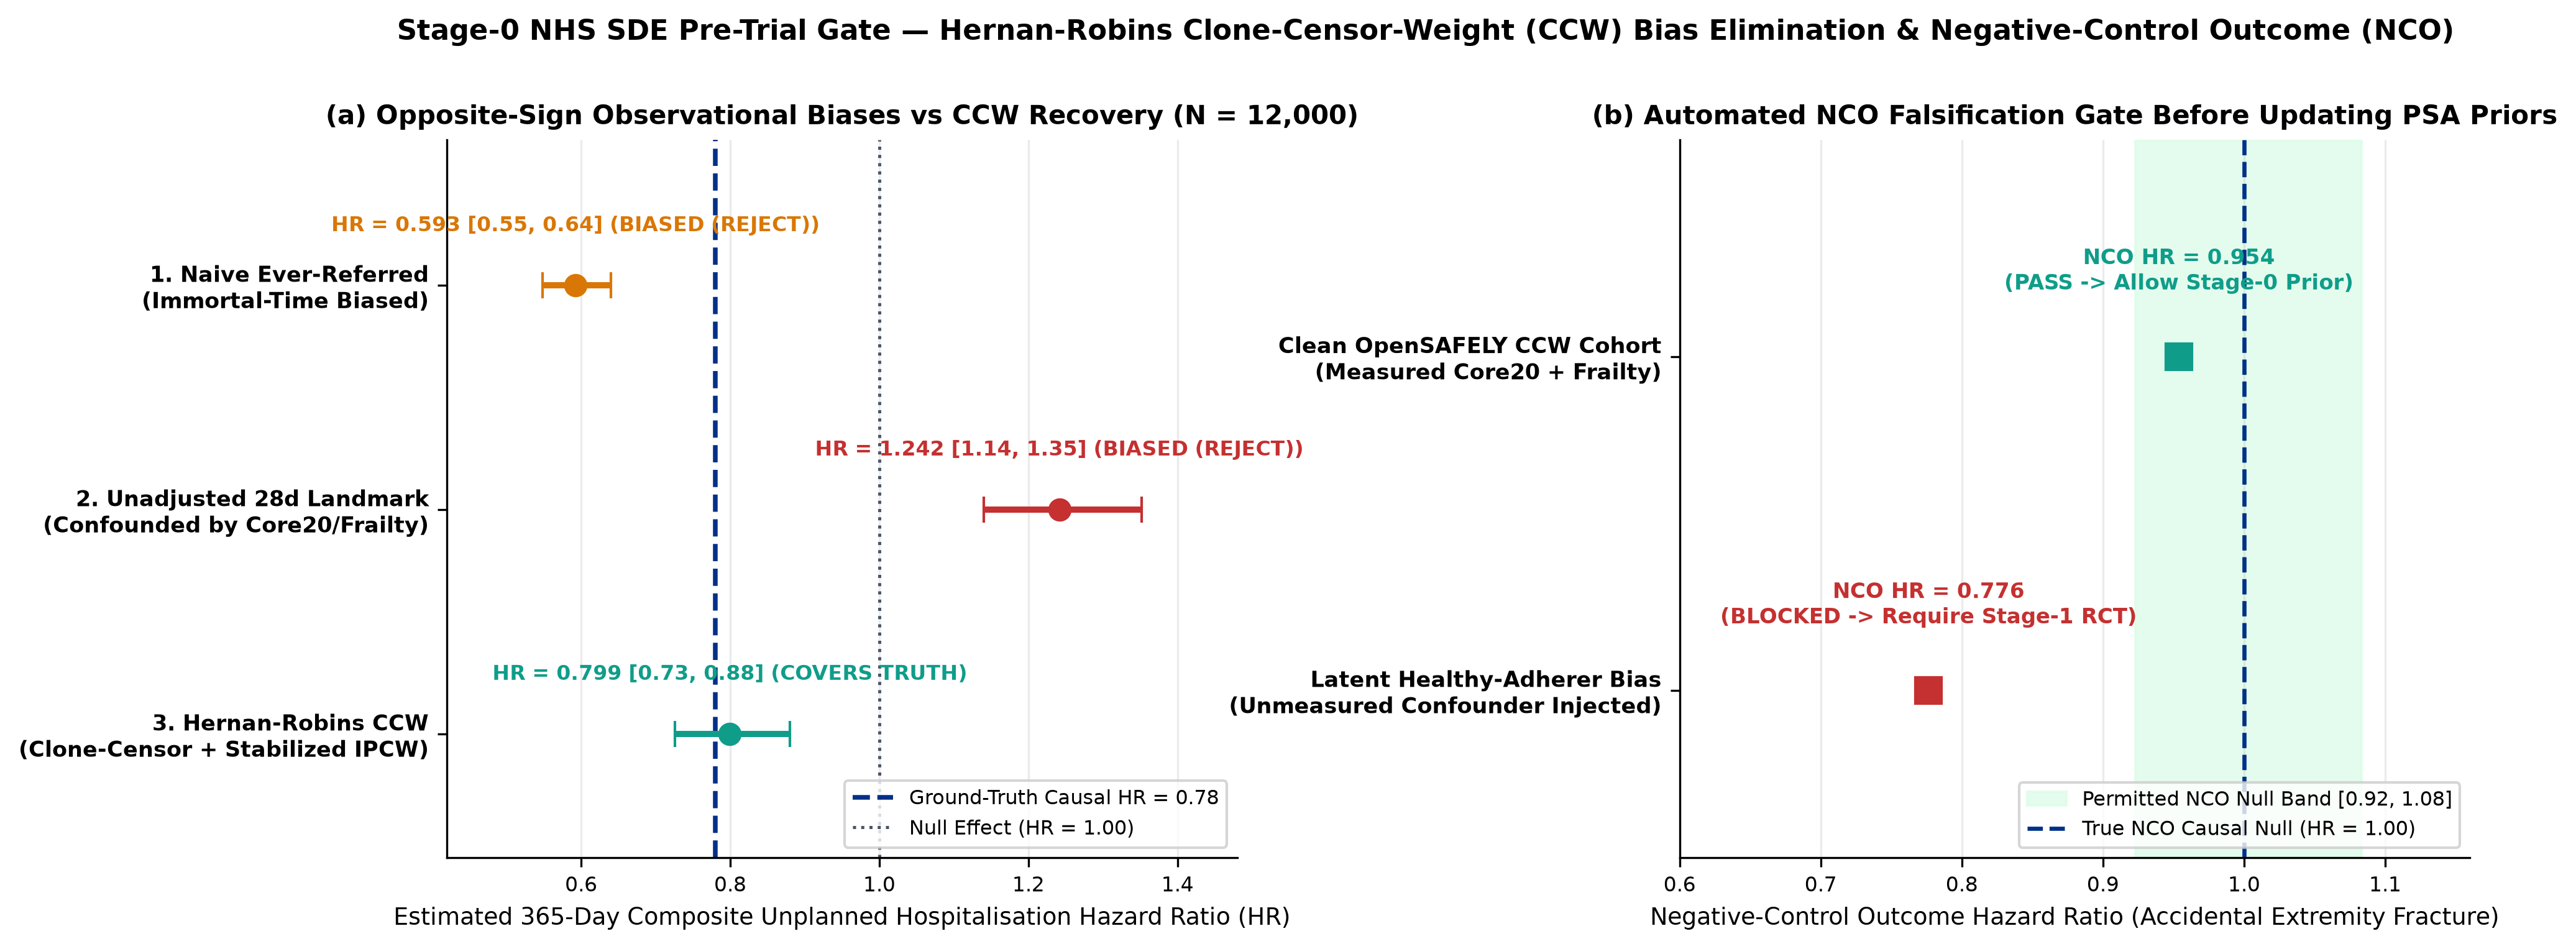 Stage-0 NHS SDE Pre-Trial Gate — Hernan-Robins Clone-Censor-Weight (CCW) Bias Elimination & Negative-Control Outcome (NCO)
(a) Opposite-Sign Observational Biases vs CCW Recovery (N = 12,000)
HR = 0.593 [0.55, 0.64] (BIASED (REJECT))
1. Naive Ever-Referred
(Immortal-Time Biased)
HR = 1.242 [1.14, 1.35] (BIASED (REJECT))
2. Unadjusted 28d Landmark
(Confounded by Core20/Frailty)
HR = 0.799 [0.73, 0.88] (COVERS TRUTH)
3. Hernan-Robins CCW
(Clone-Censor + Stabilized IPCW)
Ground-Truth Causal HR = 0.78
Null Effect (HR = 1.00)
0.6 0.8 1.0 1.2 1.4
Estimated 365-Day Composite Unplanned Hospitalisation Hazard Ratio (HR)
(b) Automated NCO Falsification Gate Before Updating PSA Priors
NCO HR = 0.954
(PASS -> Allow Stage-0 Prior)
Clean OpenSAFELY CCW Cohort
(Measured Core20 + Frailty)
NCO HR = 0.776
(BLOCKED -> Require Stage-1 RCT)
Latent Healthy-Adherer Bias
(Unmeasured Confounder Injected)
Permitted NCO Null Band [0.92, 1.08]
True NCO Causal Null (HR = 1.00)
0.6 0.7 0.8 0.9 1.0 1.1
Negative-Control Outcome Hazard Ratio (Accidental Extremity Fracture)